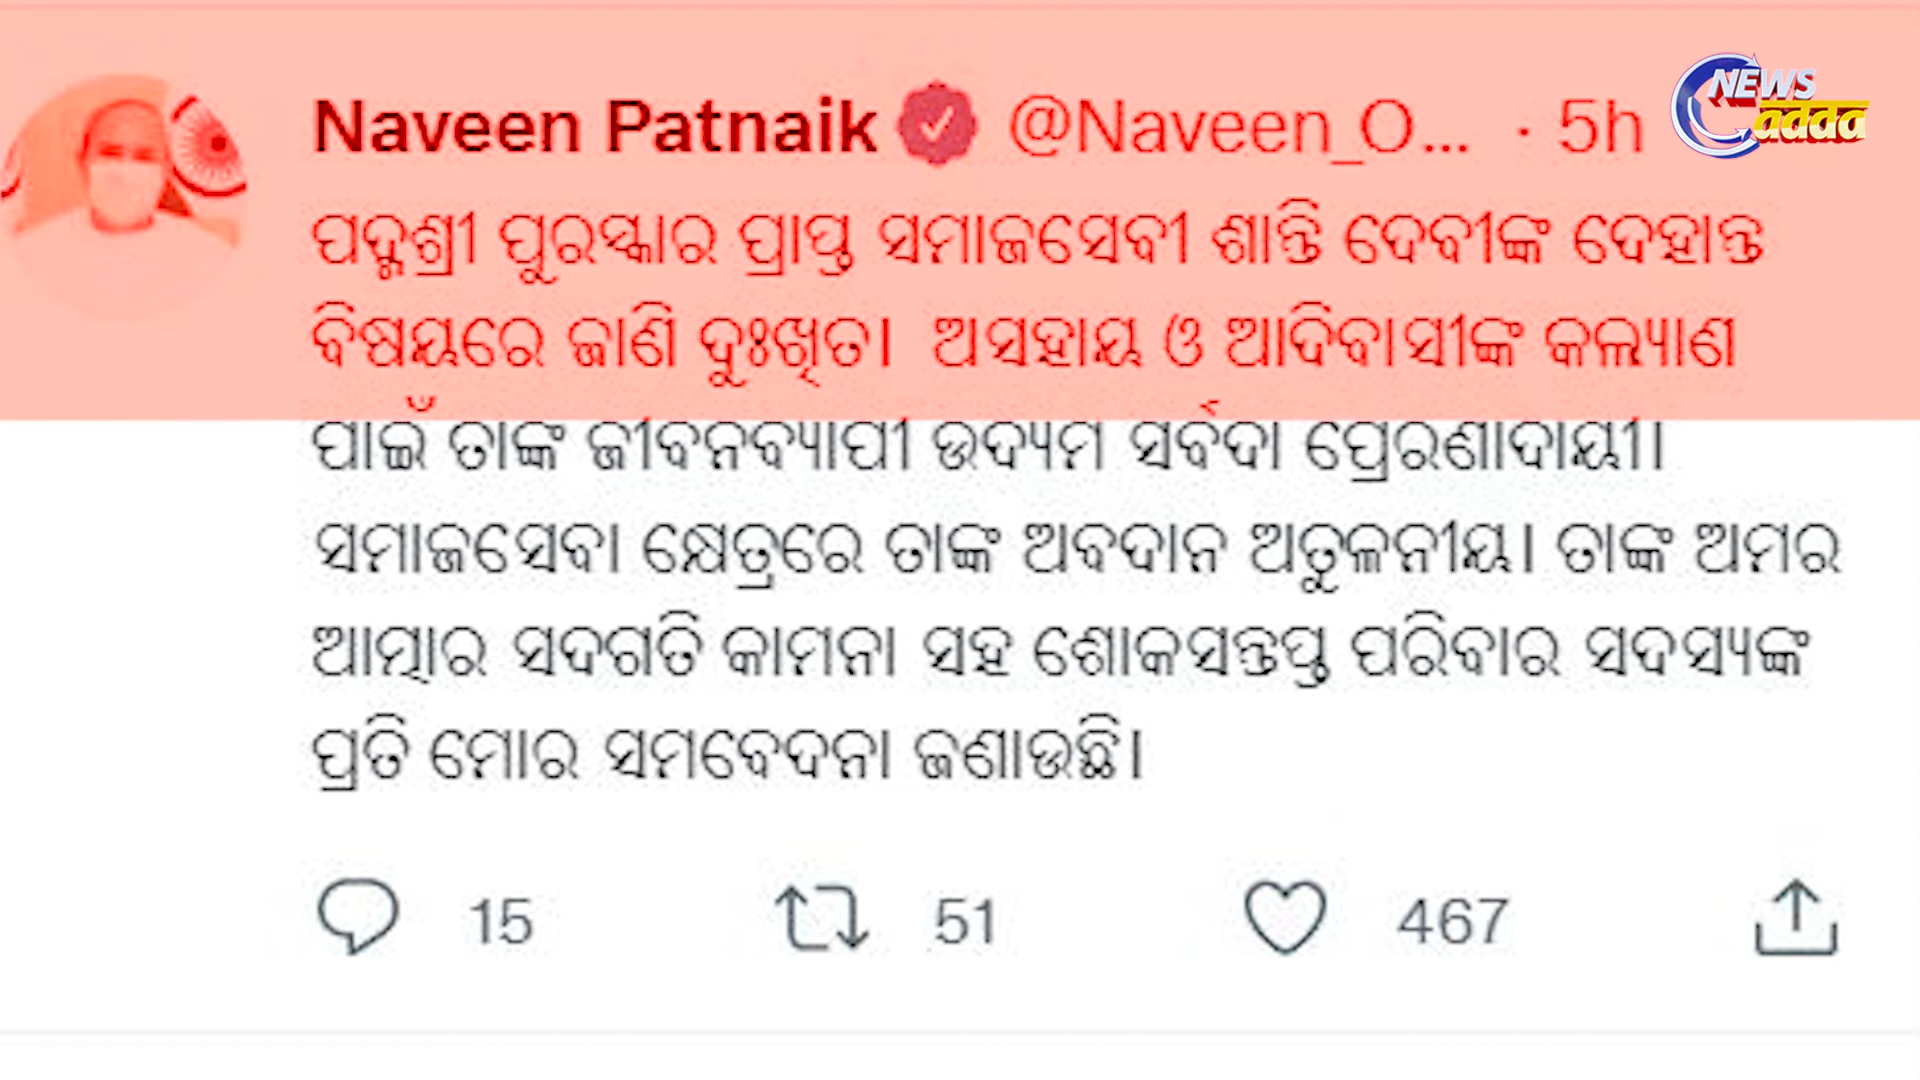 Naveen Patnaik @Naveen_O... · 5h
NEWS
adda
ପଦ୍ମଶ୍ରୀ ପୁରସ୍କାର ପ୍ରାପ୍ତ ସମାଜସେବୀ ଶାନ୍ତି ଦେବୀଙ୍କ ଦେହାନ୍ତ
ବିଷୟରେ ଜାଣି ଦୁଃଖିତ। ଅସହାୟ ଓ ଆଦିବାସୀଙ୍କ କଲ୍ୟାଣ
ପାଇଁ ତାଙ୍କ ଜୀବନବ୍ୟାପୀ ଉଦ୍ୟମ ସର୍ବଦା ପ୍ରେରଣାଦାୟୀ।
ସମାଜସେବା କ୍ଷେତ୍ରରେ ତାଙ୍କ ଅବଦାନ ଅତୁଳନୀୟ। ତାଙ୍କ ଅମର
ଆତ୍ମାର ସଦଗତି କାମନା ସହ ଶୋକସନ୍ତପ୍ତ ପରିବାର ସଦସ୍ୟଙ୍କ
ପ୍ରତି ମୋର ସମବେଦନା ଜଣାଉଛି।
15 51 467